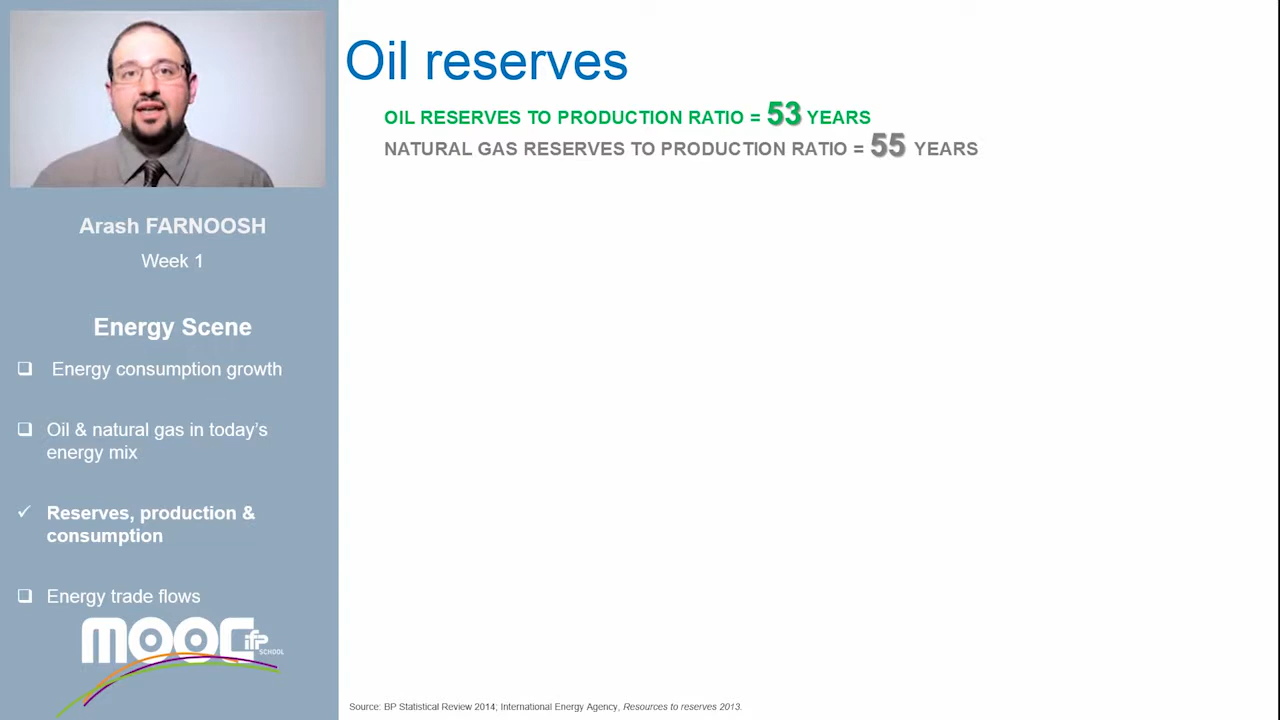 Oil reserves
OIL RESERVES TO PRODUCTION RATIO = 53 YEARS
NATURAL GAS RESERVES TO PRODUCTION RATIO = 55 YEARS
Arash FARNOOSH
Week 1
Energy Scene
Energy consumption growth
Oil & natural gas in today's
energy mix
Reserves, production &
consumption
Energy trade flows
MOOC ifp
SCHOOL
Source: BP Statistical Review 2014; International Energy Agency, Resources to reserves 2013.